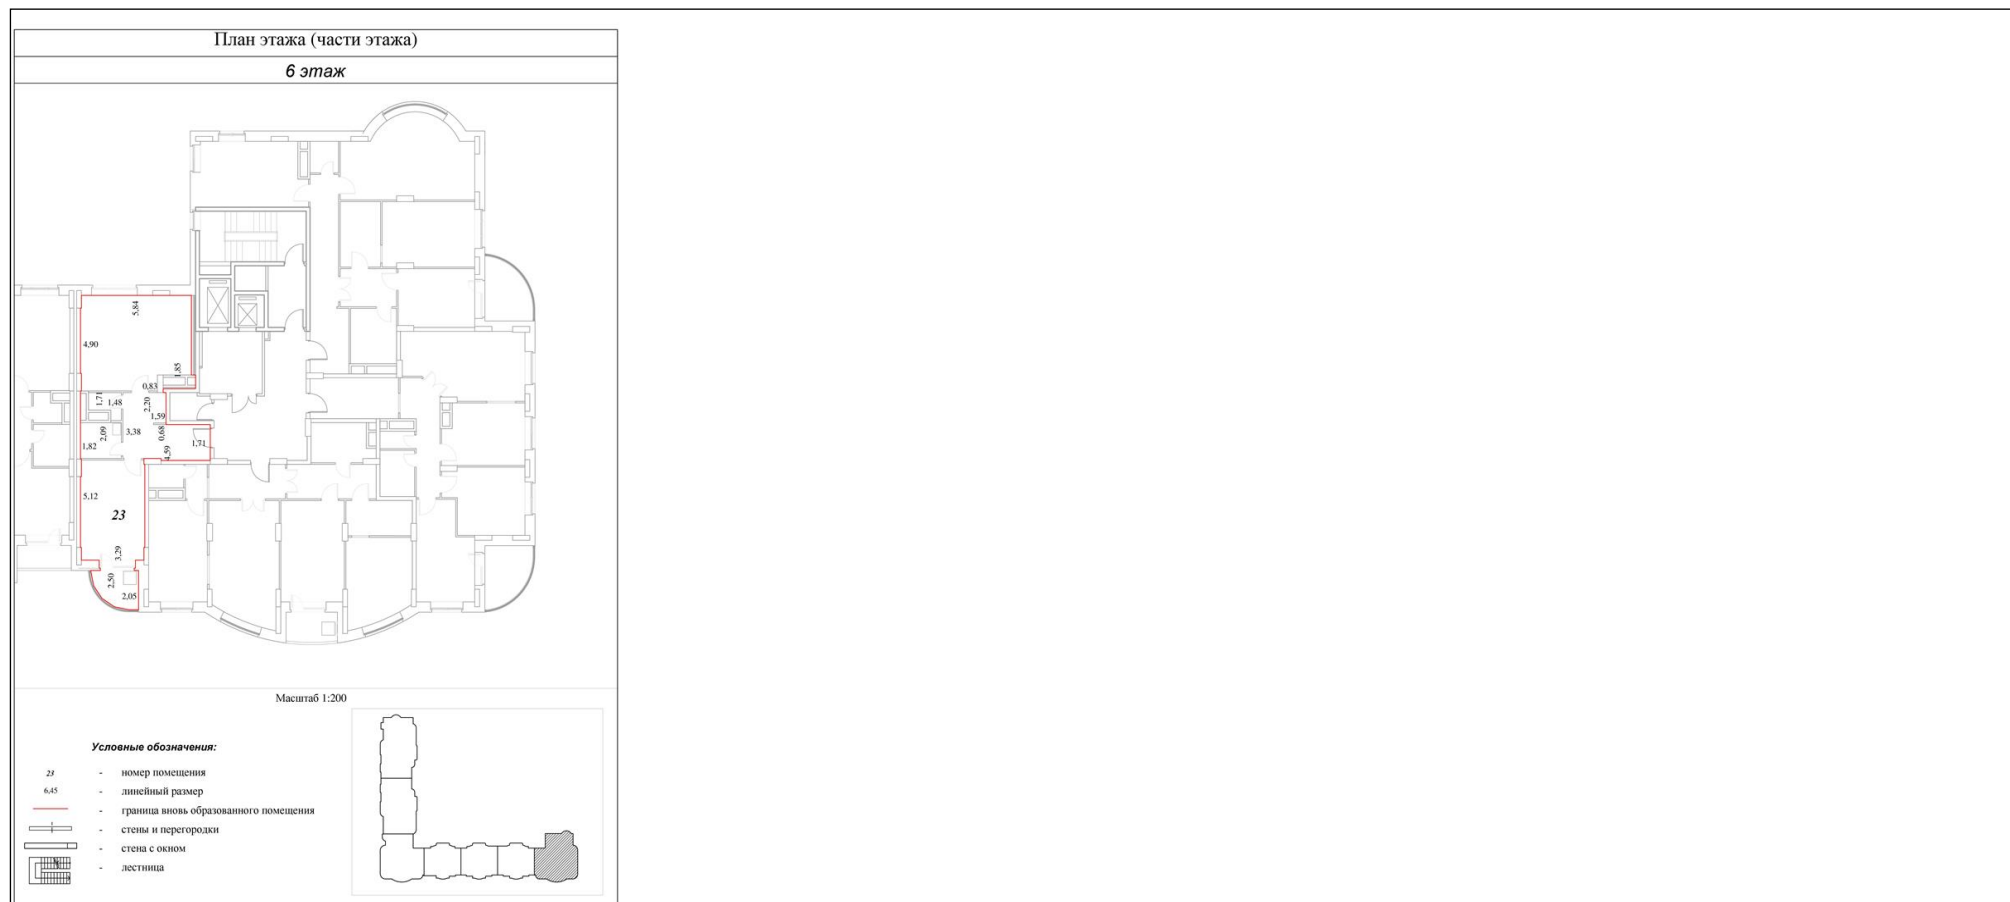 План этажа (части этажа)
6 этаж
5,84
4,90
1,85
0,83
1,71
1,48
2,20
1,59
3,38
0,68
2,09
1,82
1,71
4,59
5,12
23
3,29
2,50
2,05
Масштаб 1:200
Условные обозначения:
23 - номер помещения
6,45 - линейный размер
- граница вновь образованного помещения
- стены и перегородки
- стена с окном
- лестница